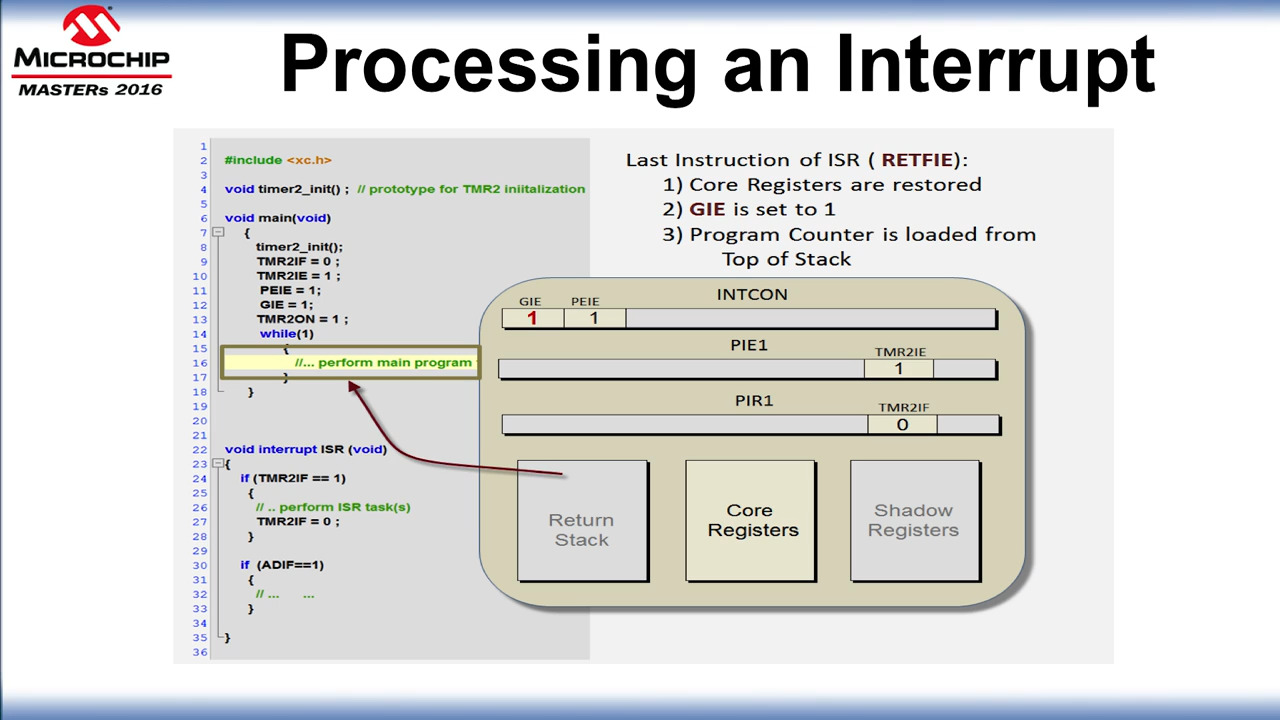 MICROCHIP
MASTERs 2016
Processing an Interrupt
1
2 #include <xc.h>
3
4 void timer2_init() ; // prototype for TMR2 iniitalization
5
6 void main(void)
7 {
8 timer2_init();
9 TMR2IF = 0 ;
10 TMR2IE = 1 ;
11 PEIE = 1;
12 GIE = 1;
13 TMR2ON = 1 ;
14 while(1)
15 {
16 //... perform main program
17 }
18 }
19
20
21
22 void interrupt ISR (void)
23 {
24 if (TMR2IF == 1)
25 {
26 // .. perform ISR task(s)
27 TMR2IF = 0 ;
28 }
29
30 if (ADIF==1)
31 {
32 // ... ...
33 }
34
35 }
36
Last Instruction of ISR ( RETFIE):
1) Core Registers are restored
2) GIE is set to 1
3) Program Counter is loaded from
Top of Stack
INTCON
GIE PEIE
1 1
PIE1
TMR2IE
1
PIR1
TMR2IF
0
Return
Stack
Core
Registers
Shadow
Registers